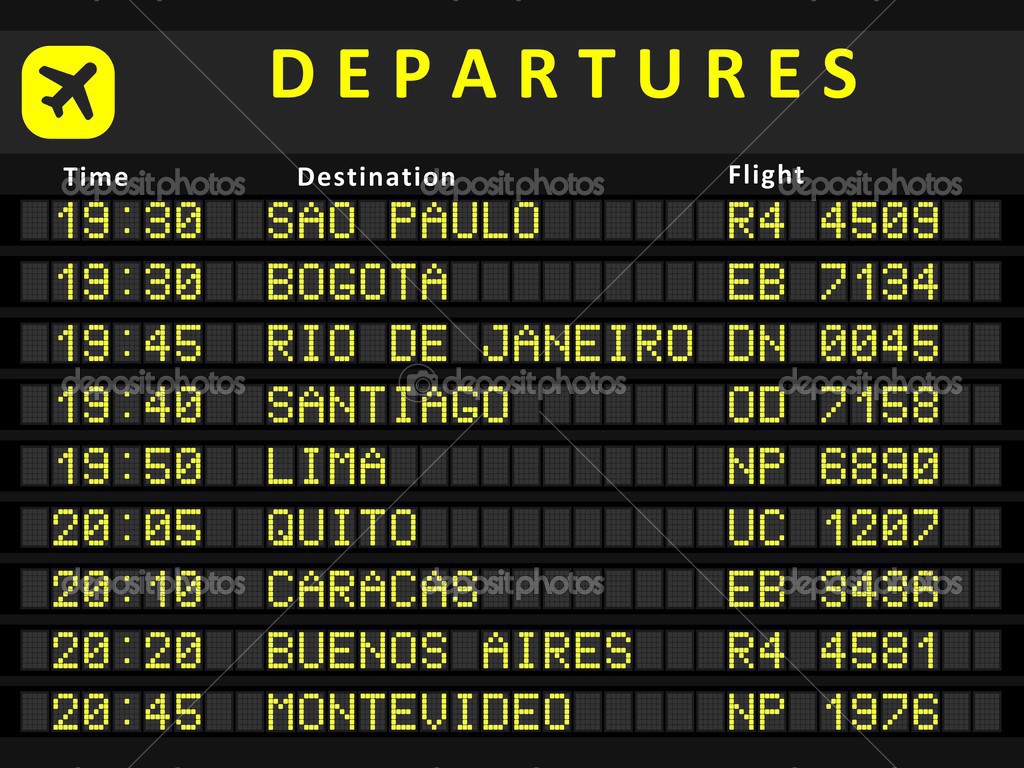 DEPARTURES
Time Destination Flight
depositphotos depositphotos depositphotos
19:30 SAO PAULO R4 4509
19:30 BOGOTA EB 7134
19:45 RIO DE JANEIRO DN 0045
depositphotos depositphotos depositphotos
19:40 SANTIAGO OD 7158
19:50 LIMA NP 6890
20:05 QUITO UC 1207
depositphotos depositphotos depositphotos
20:10 CARACAS EB 3436
20:20 BUENOS AIRES R4 4581
20:45 MONTEVIDEO NP 1976